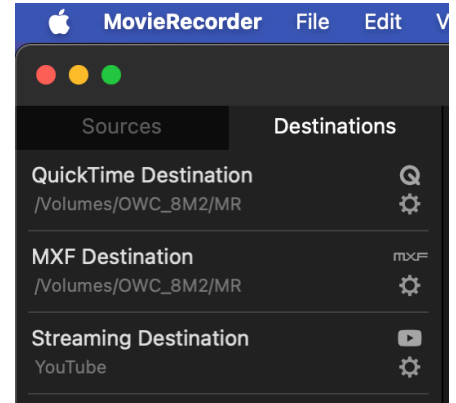 MovieRecorder File Edit V
Sources Destinations
QuickTime Destination
/Volumes/OWC_8M2/MR
MXF Destination mxf
/Volumes/OWC_8M2/MR
Streaming Destination
YouTube